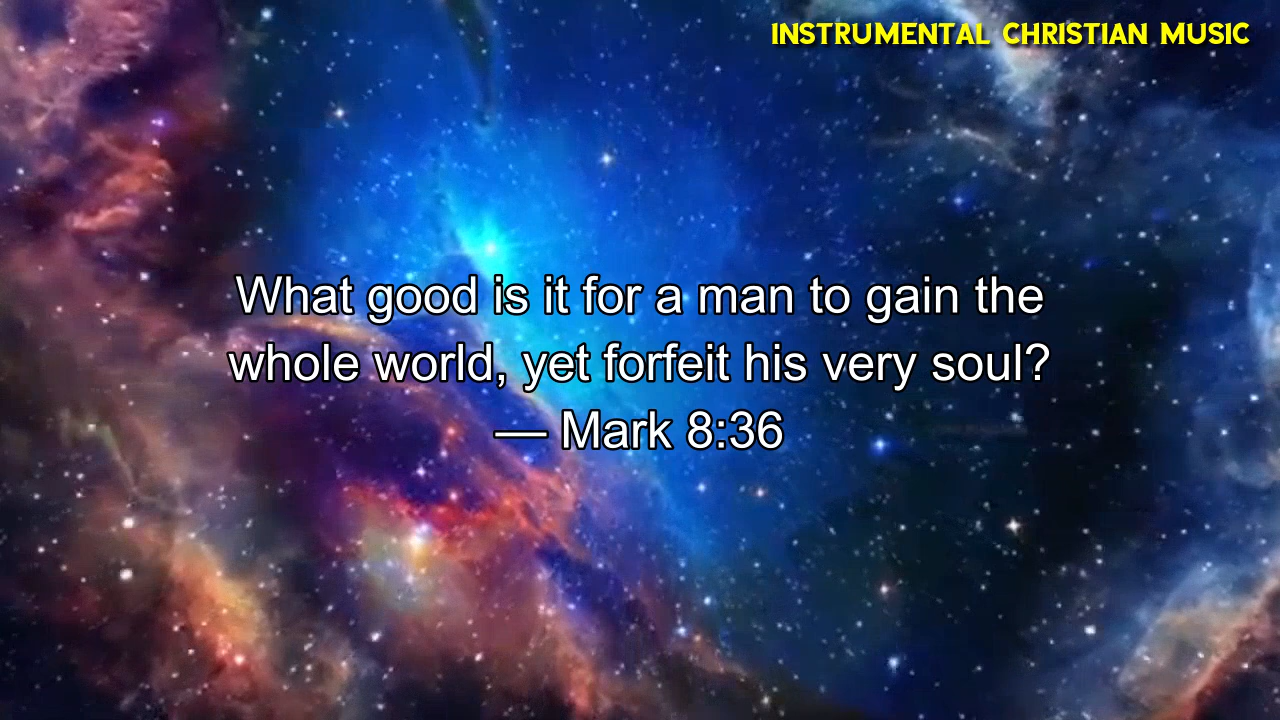 INSTRUMENTAL CHRISTIAN MUSIC
What good is it for a man to gain the
whole world, yet forfeit his very soul?
— Mark 8:36